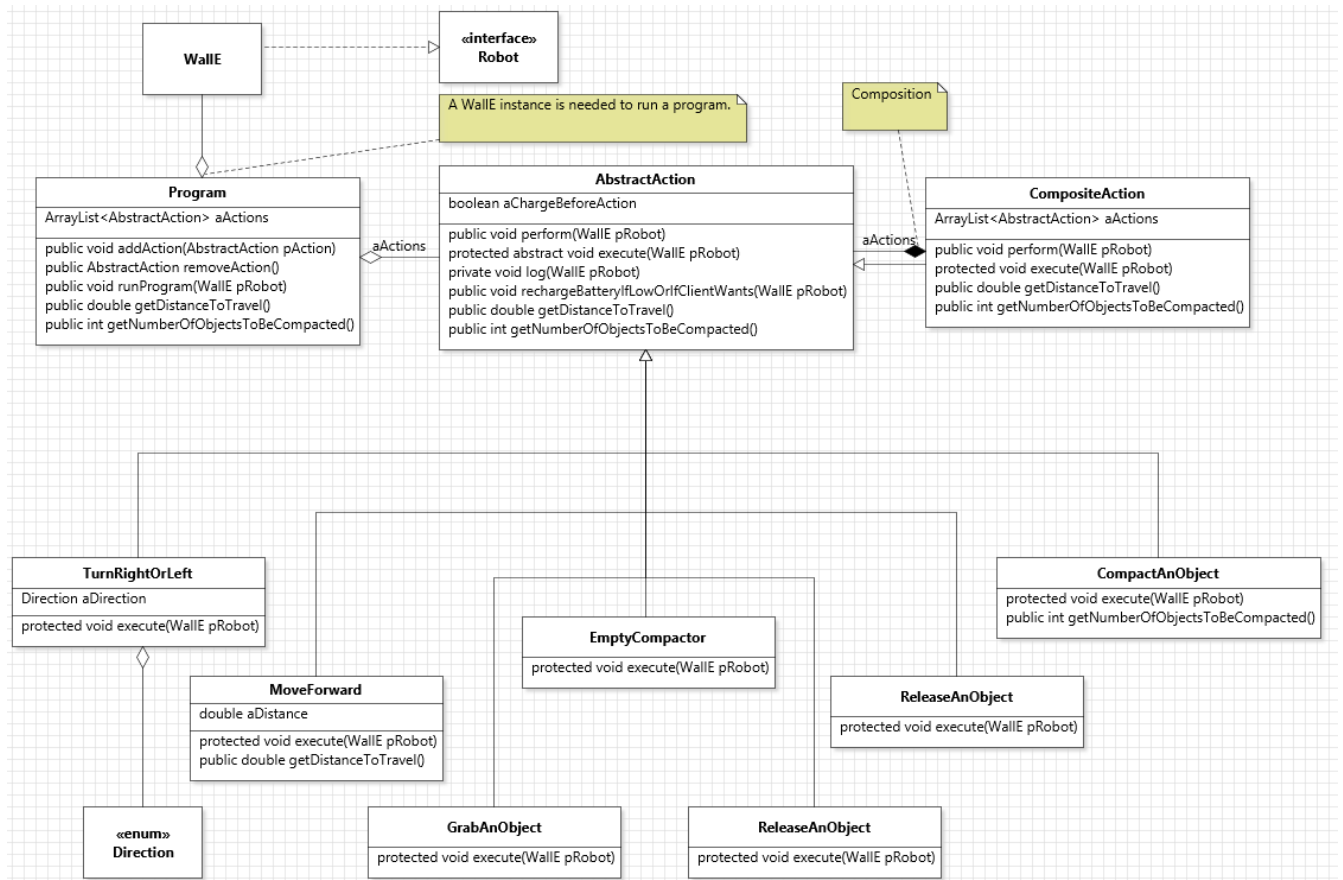 WallE
«interface»
Robot
A WallE instance is needed to run a program.
Composition
Program
ArrayList<AbstractAction> aActions
public void addAction(AbstractAction pAction)
public AbstractAction removeAction()
public void runProgram(WallE pRobot)
public double getDistanceToTravel()
public int getNumberOfObjectsToBeCompacted()
aActions
AbstractAction
boolean aChargeBeforeAction
public void perform(WallE pRobot)
protected abstract void execute(WallE pRobot)
private void log(WallE pRobot)
public void rechargeBatteryIfLowOrIfClientWants(WallE pRobot)
public double getDistanceToTravel()
public int getNumberOfObjectsToBeCompacted()
aActions
CompositeAction
ArrayList<AbstractAction> aActions
public void perform(WallE pRobot)
protected void execute(WallE pRobot)
public double getDistanceToTravel()
public int getNumberOfObjectsToBeCompacted()
TurnRightOrLeft
Direction aDirection
protected void execute(WallE pRobot)
MoveForward
double aDistance
protected void execute(WallE pRobot)
public double getDistanceToTravel()
EmptyCompactor
protected void execute(WallE pRobot)
ReleaseAnObject
protected void execute(WallE pRobot)
CompactAnObject
protected void execute(WallE pRobot)
public int getNumberOfObjectsToBeCompacted()
«enum»
Direction
GrabAnObject
protected void execute(WallE pRobot)
ReleaseAnObject
protected void execute(WallE pRobot)